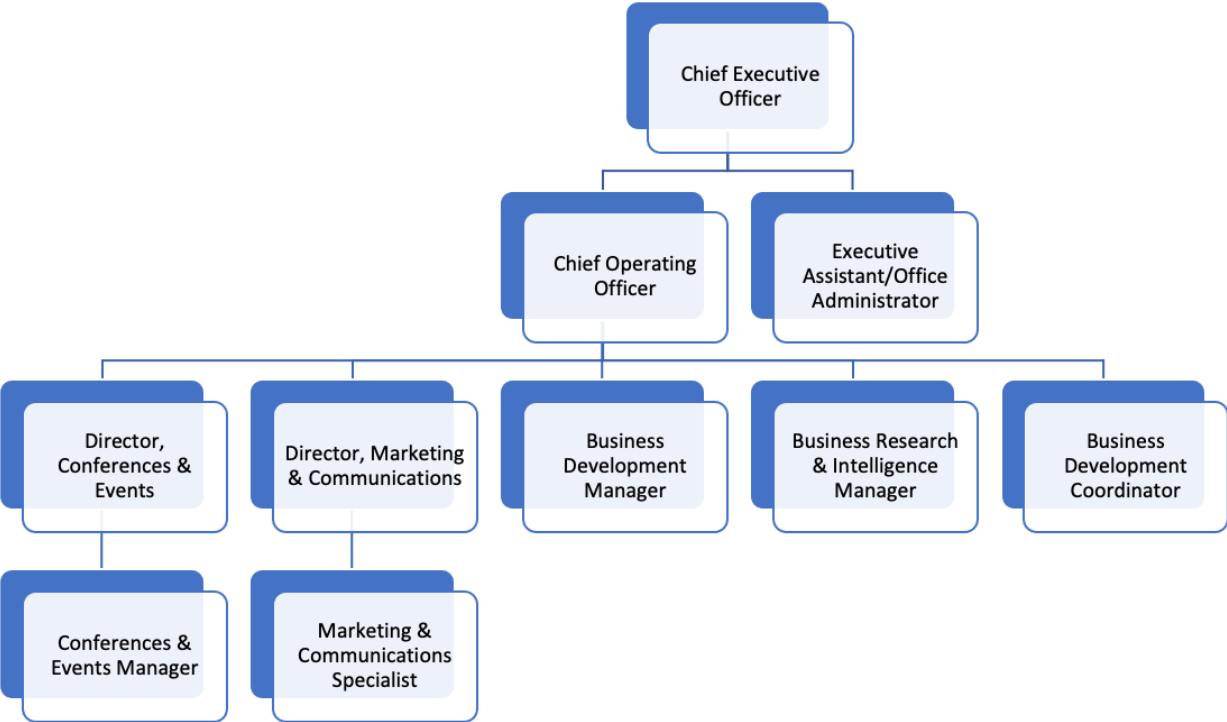 Chief Executive
Officer
Chief Operating
Officer
Executive
Assistant/Office
Administrator
Director,
Conferences &
Events
Director, Marketing
& Communications
Business
Development
Manager
Business Research
& Intelligence
Manager
Business
Development
Coordinator
Conferences &
Events Manager
Marketing &
Communications
Specialist